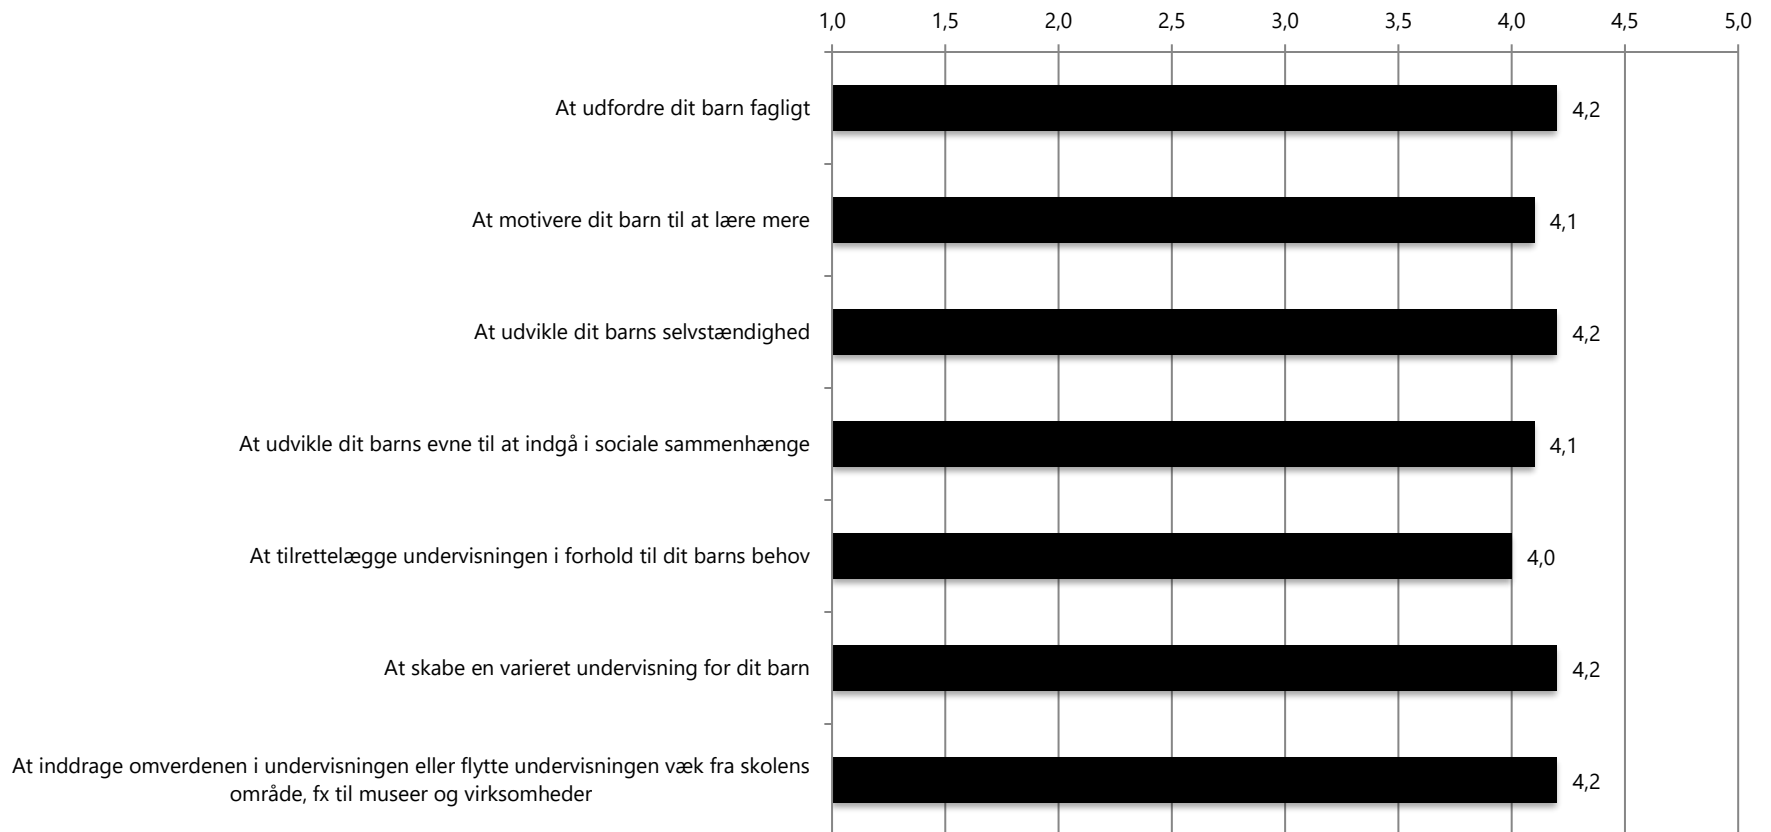 1,0 1,5 2,0 2,5 3,0 3,5 4,0 4,5 5,0
At udfordre dit barn fagligt 4,2
At motivere dit barn til at lære mere 4,1
At udvikle dit barns selvstændighed 4,2
At udvikle dit barns evne til at indgå i sociale sammenhænge 4,1
At tilrettelægge undervisningen i forhold til dit barns behov 4,0
At skabe en varieret undervisning for dit barn 4,2
At inddrage omverdenen i undervisningen eller flytte undervisningen væk fra skolens
område, fx til museer og virksomheder 4,2